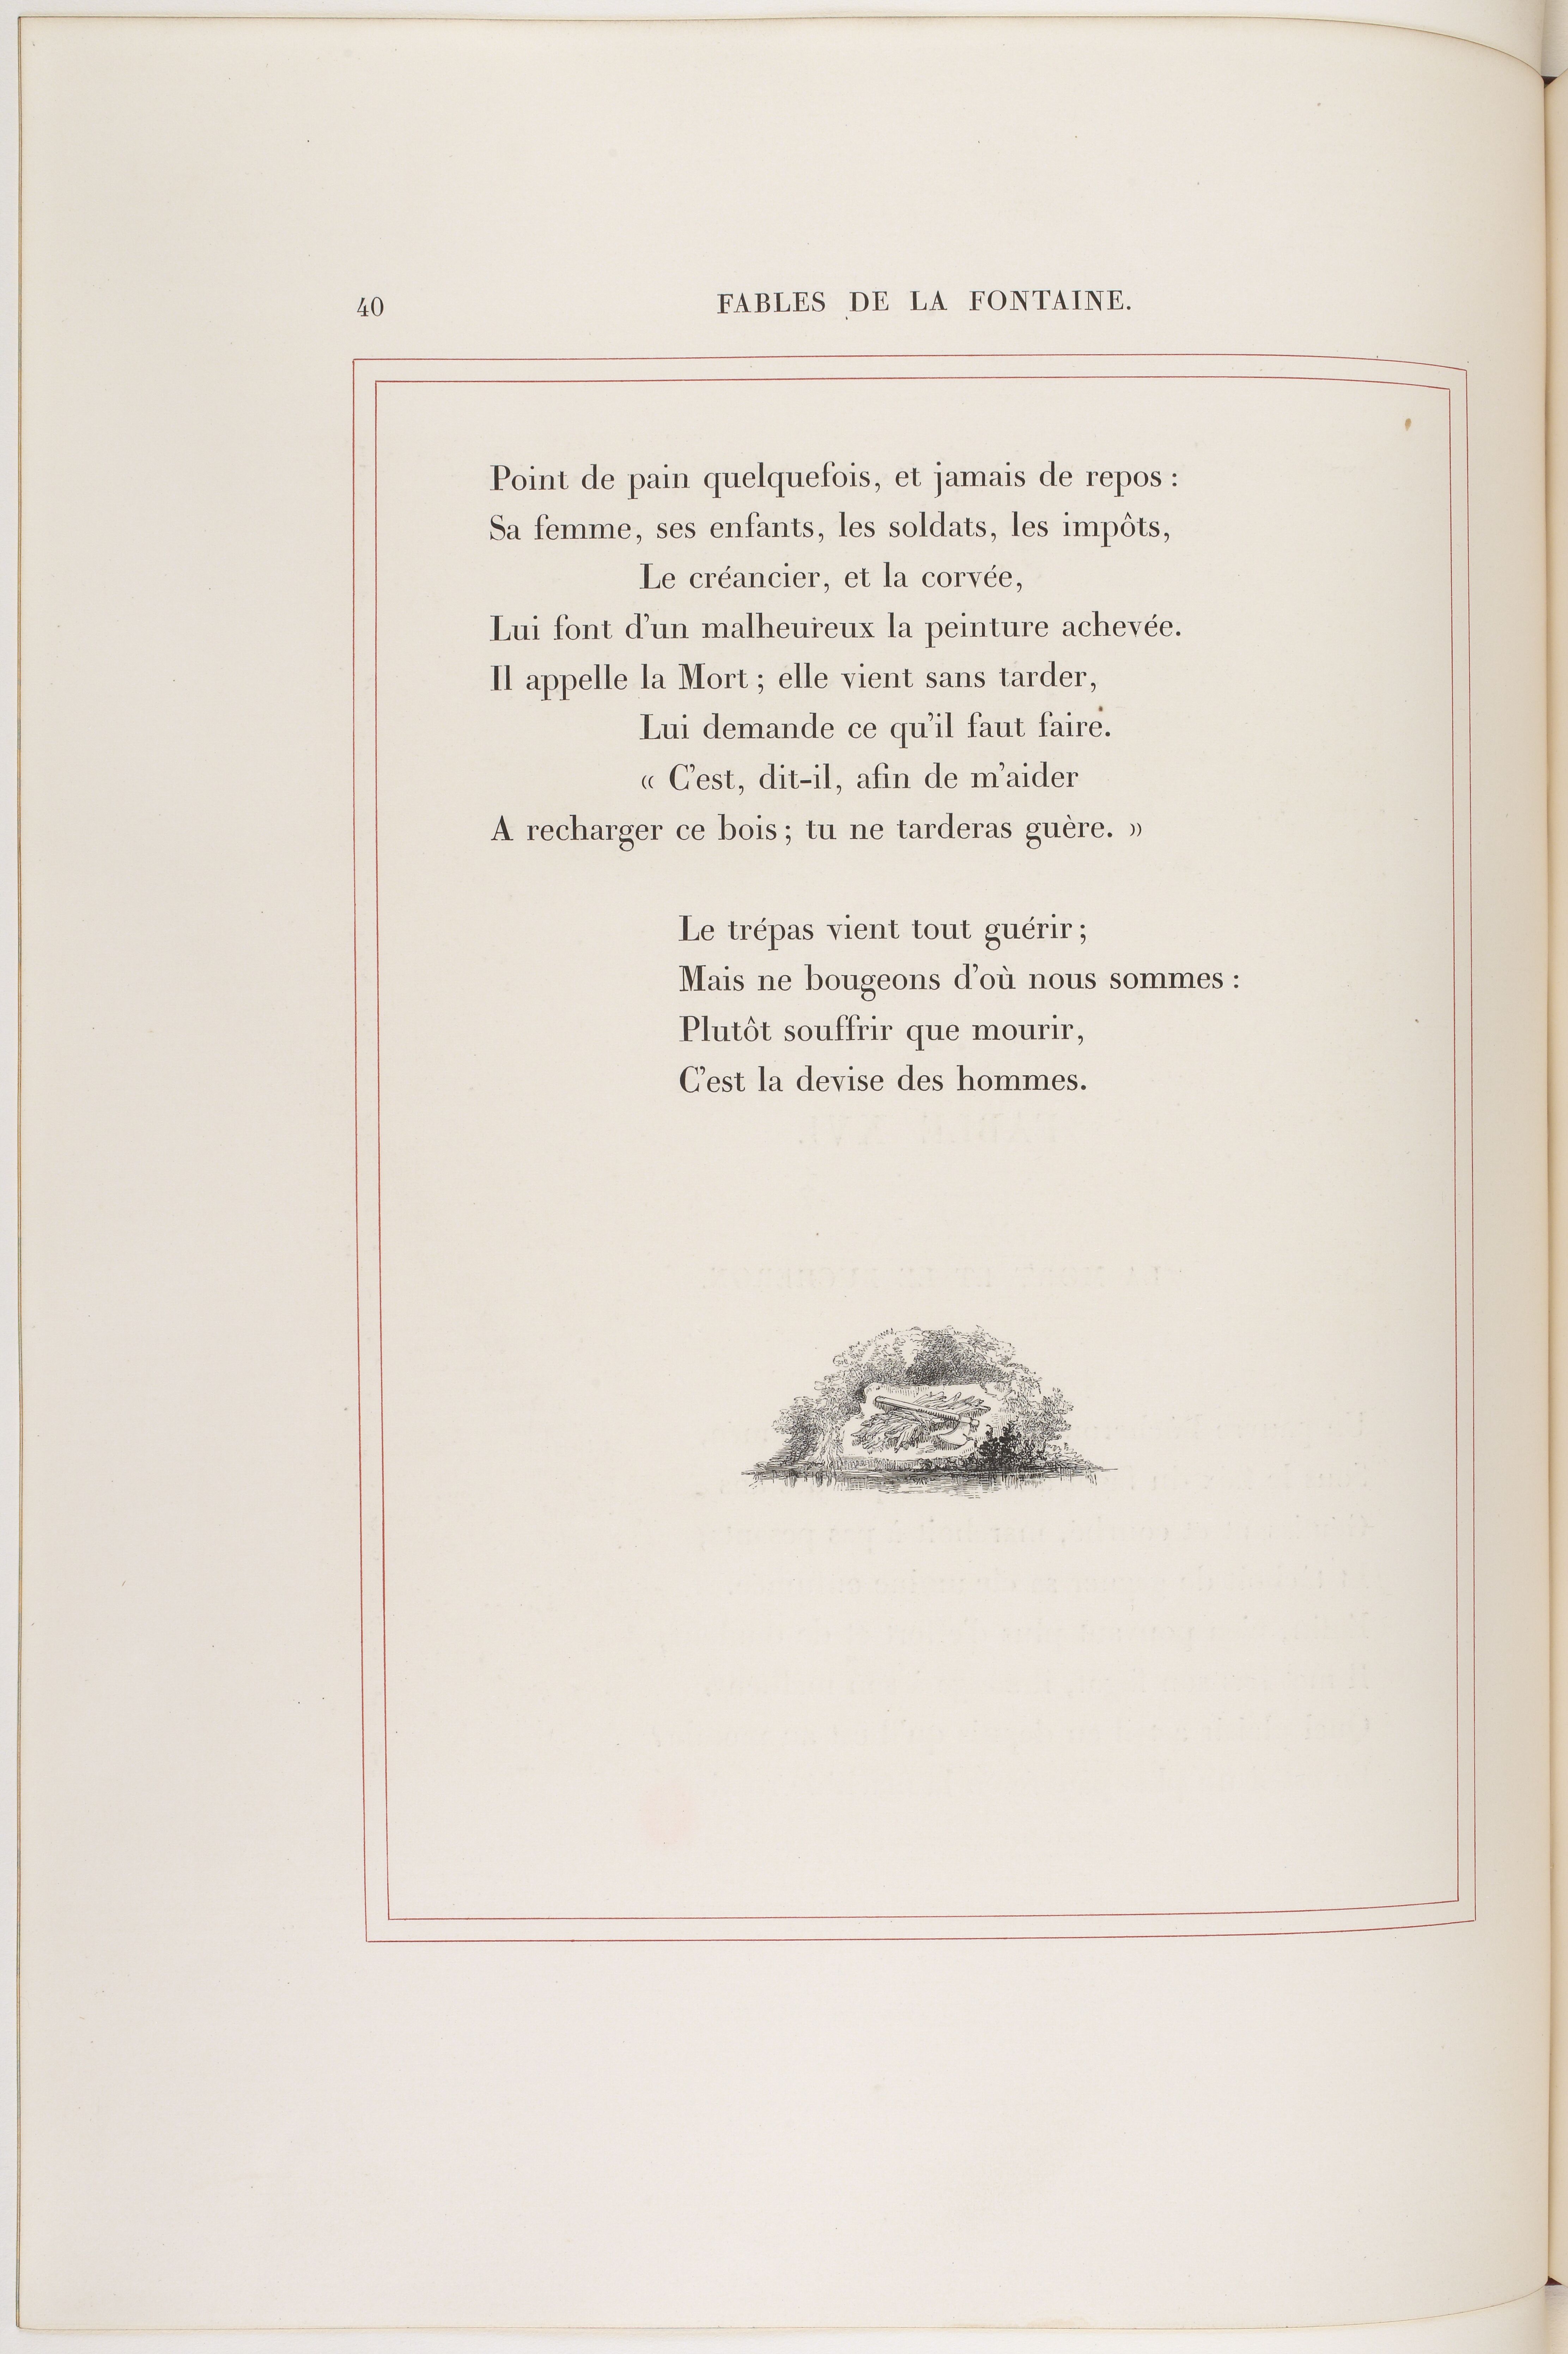 40
FABLES DE LA FONTAINE.
Point de pain quelquefois, et jamais de repos :
Sa femme, ses enfants, les soldats, les impôts,
Le créancier, et la corvée,
Lui font d'un malheureux la peinture achevée.
Il appelle la Mort ; elle vient sans tarder,
Lui demande ce qu'il faut faire.
« C'est, dit-il, afin de m'aider
A recharger ce bois ; tu ne tarderas guère. »
Le trépas vient tout guérir ;
Mais ne bougeons d'où nous sommes :
Plutôt souffrir que mourir,
C'est la devise des hommes.